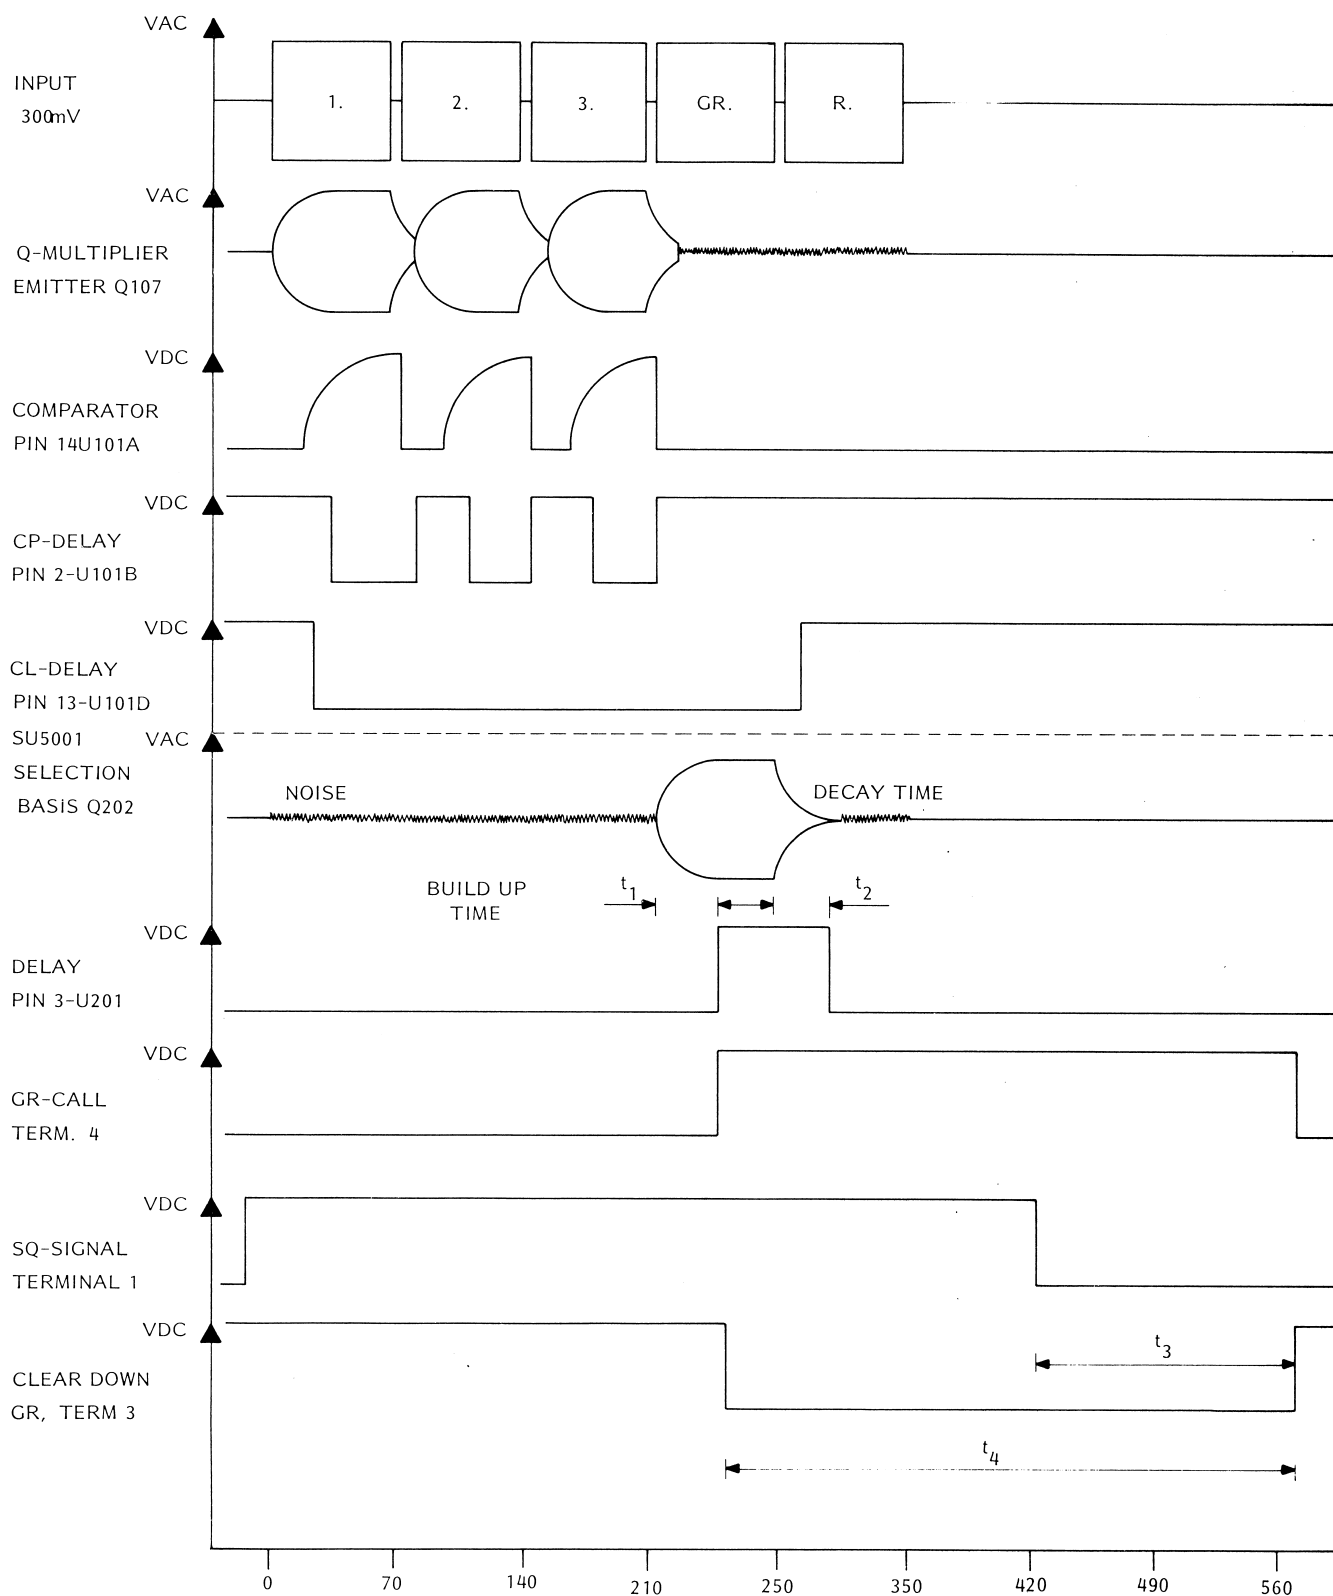 VAC
INPUT
300mV
1.
2.
3.
GR.
R.
VAC
Q-MULTIPLIER
EMITTER Q107
VDC
COMPARATOR
PIN 14U101A
VDC
CP-DELAY
PIN 2-U101B
VDC
CL-DELAY
PIN 13-U101D
SU5001
VAC
SELECTION
BASiS Q202
NOISE
DECAY TIME
BUILD UP
TIME
t1
t2
VDC
DELAY
PIN 3-U201
VDC
GR-CALL
TERM. 4
VDC
SQ-SIGNAL
TERMINAL 1
VDC
t3
CLEAR DOWN
GR, TERM 3
t4
0 70 140 210 250 350 420 490 560